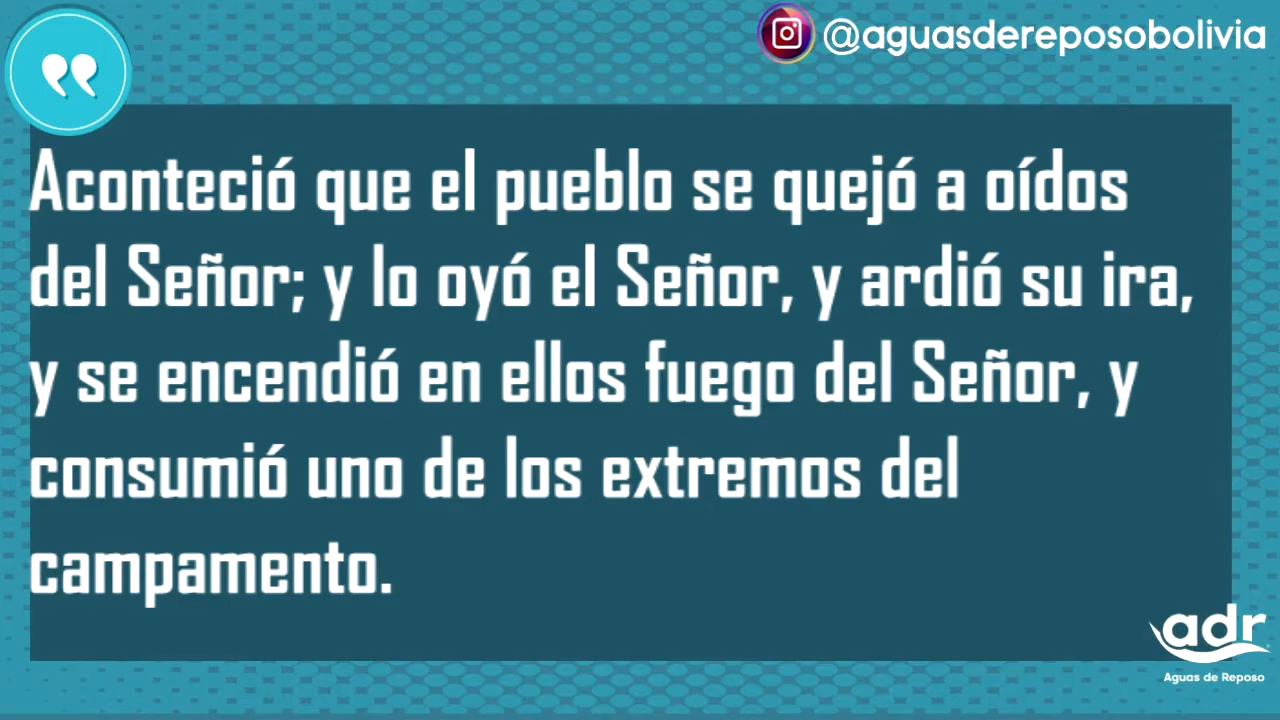 @aguasdereposobolivia
Aconteció que el pueblo se quejó a oídos
del Señor; y lo oyó el Señor, y ardió su ira,
y se encendió en ellos fuego del Señor, y
consumió uno de los extremos del
campamento.
adr
Aguas de Reposo